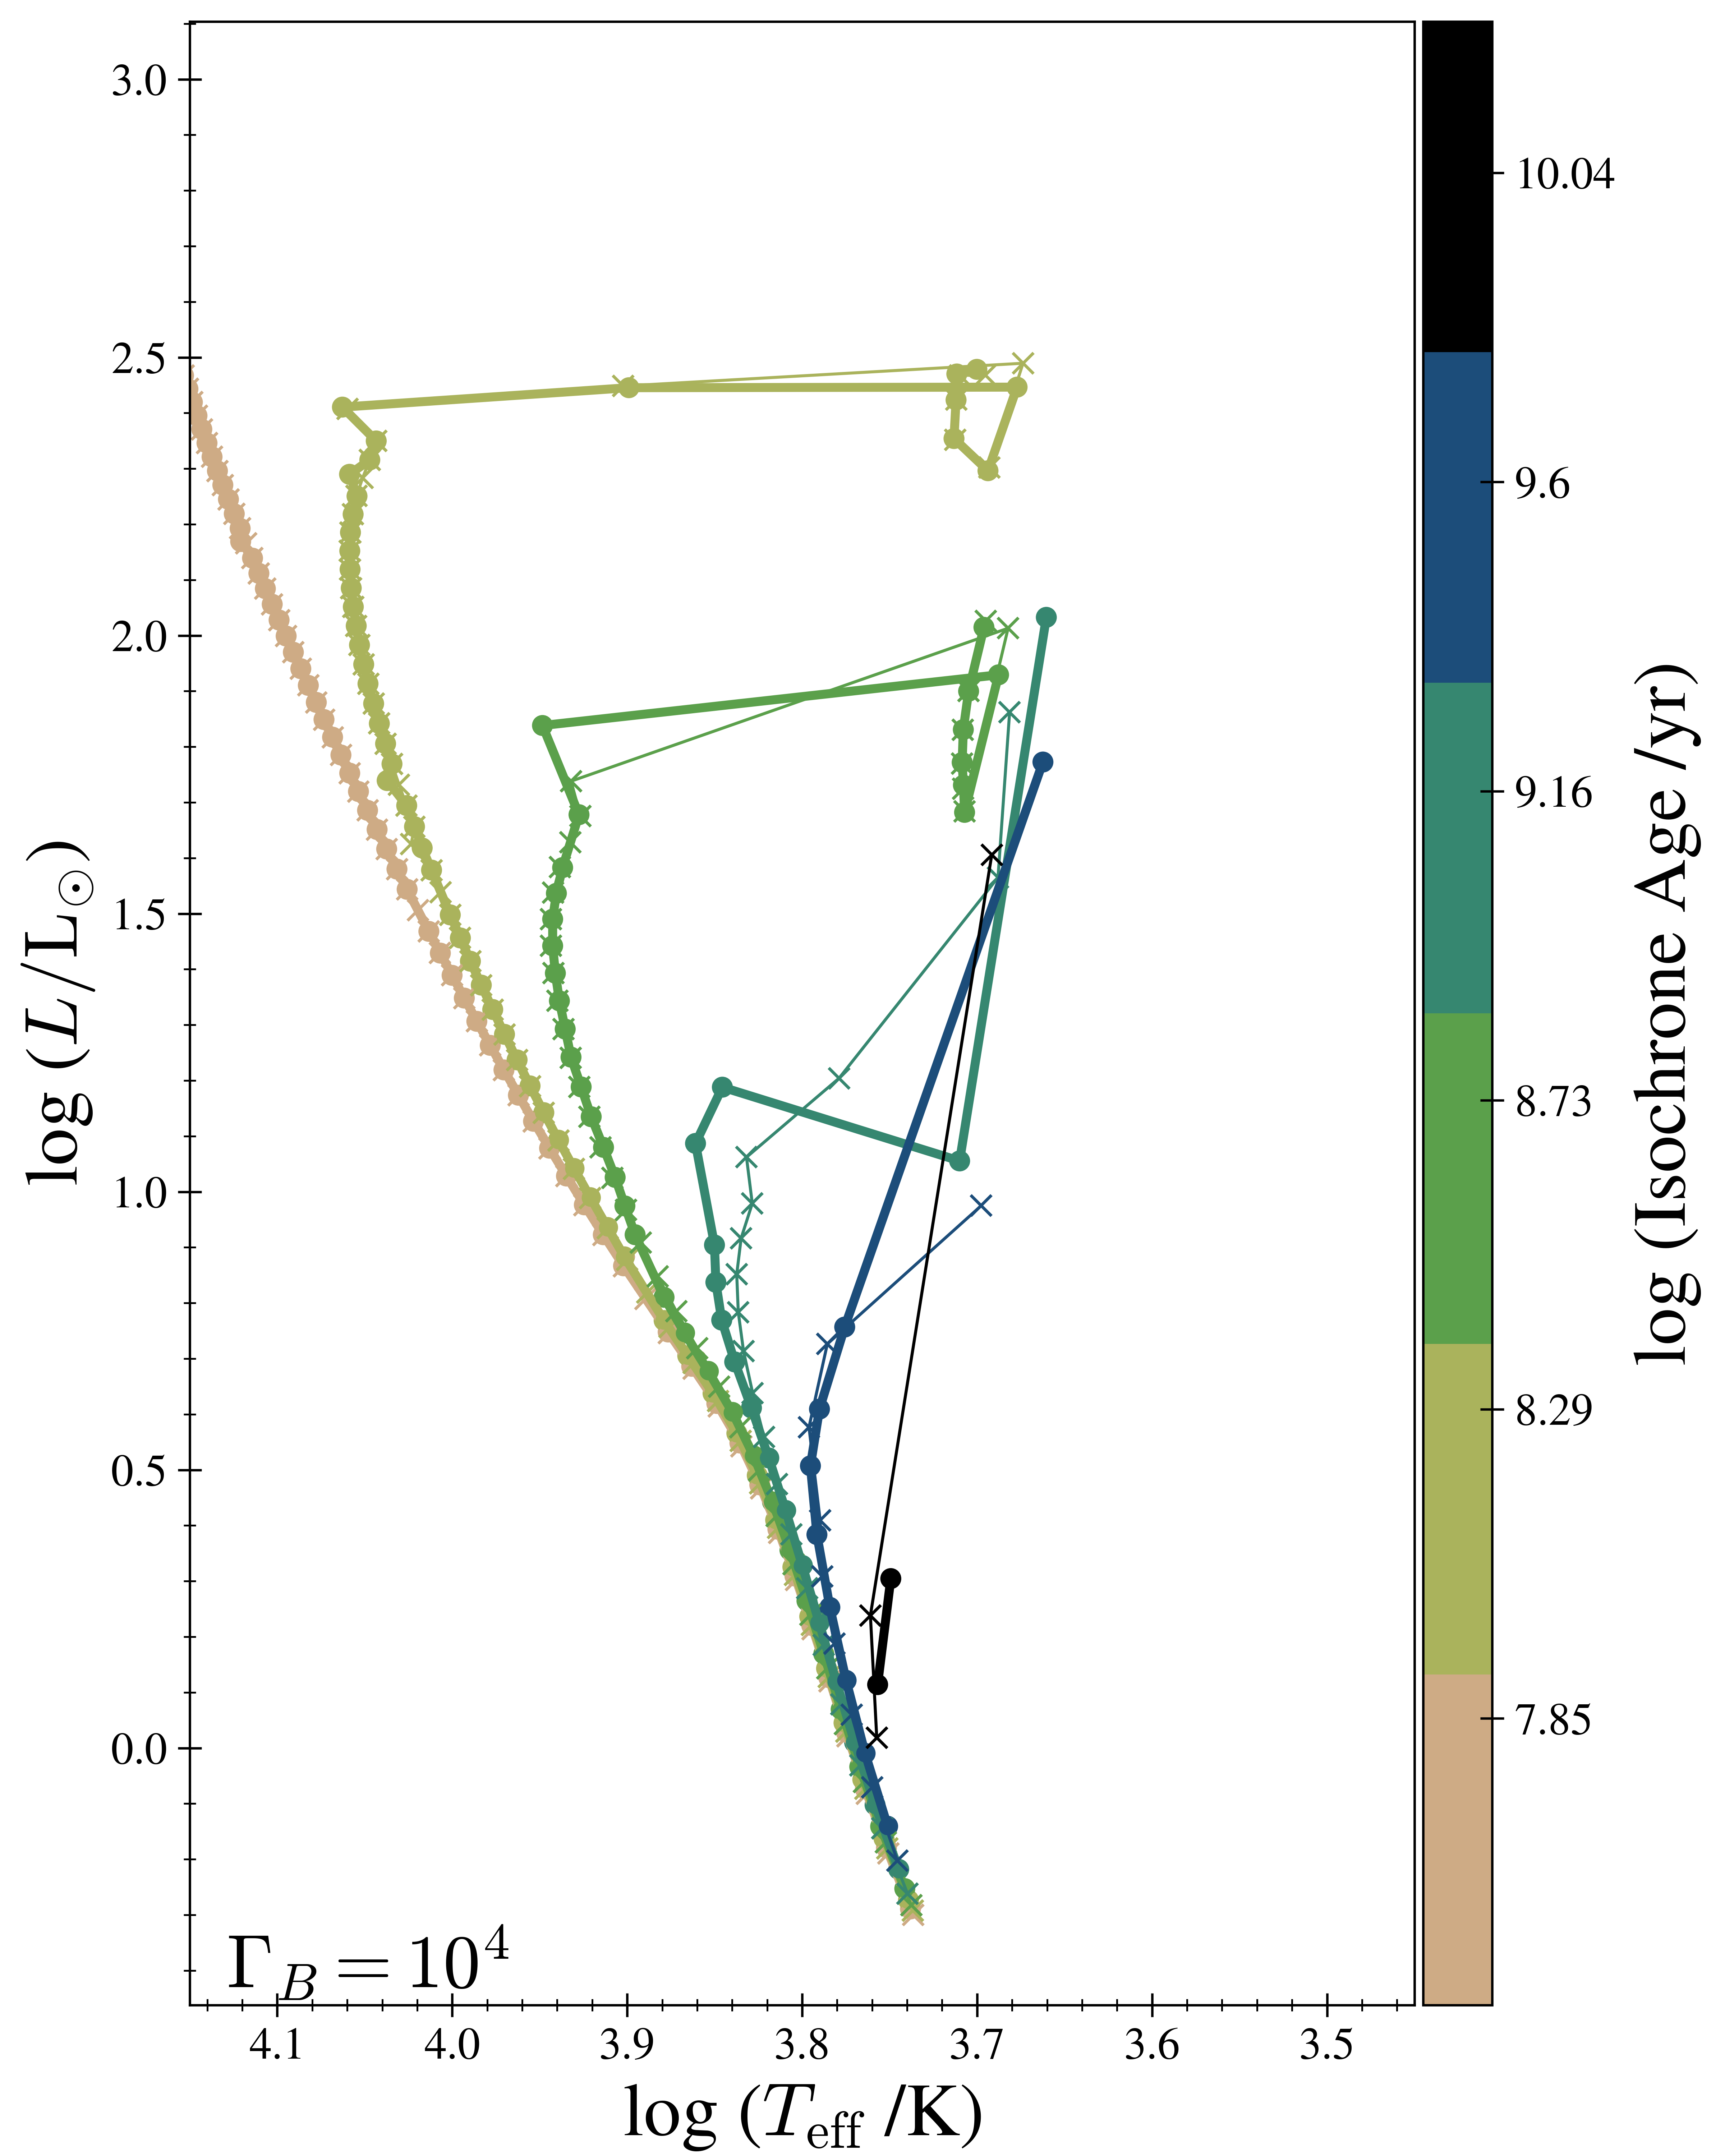 3.0
2.5
2.0
1.5
1.0
0.5
0.0
log (L//L☉)
4.1 4.0 3.9 3.8 3.7 3.6 3.5
log (T_eff /K)
Γ_B = 10^4
10.04
9.6
9.16
8.73
8.29
7.85
log (Isochrone Age /yr)